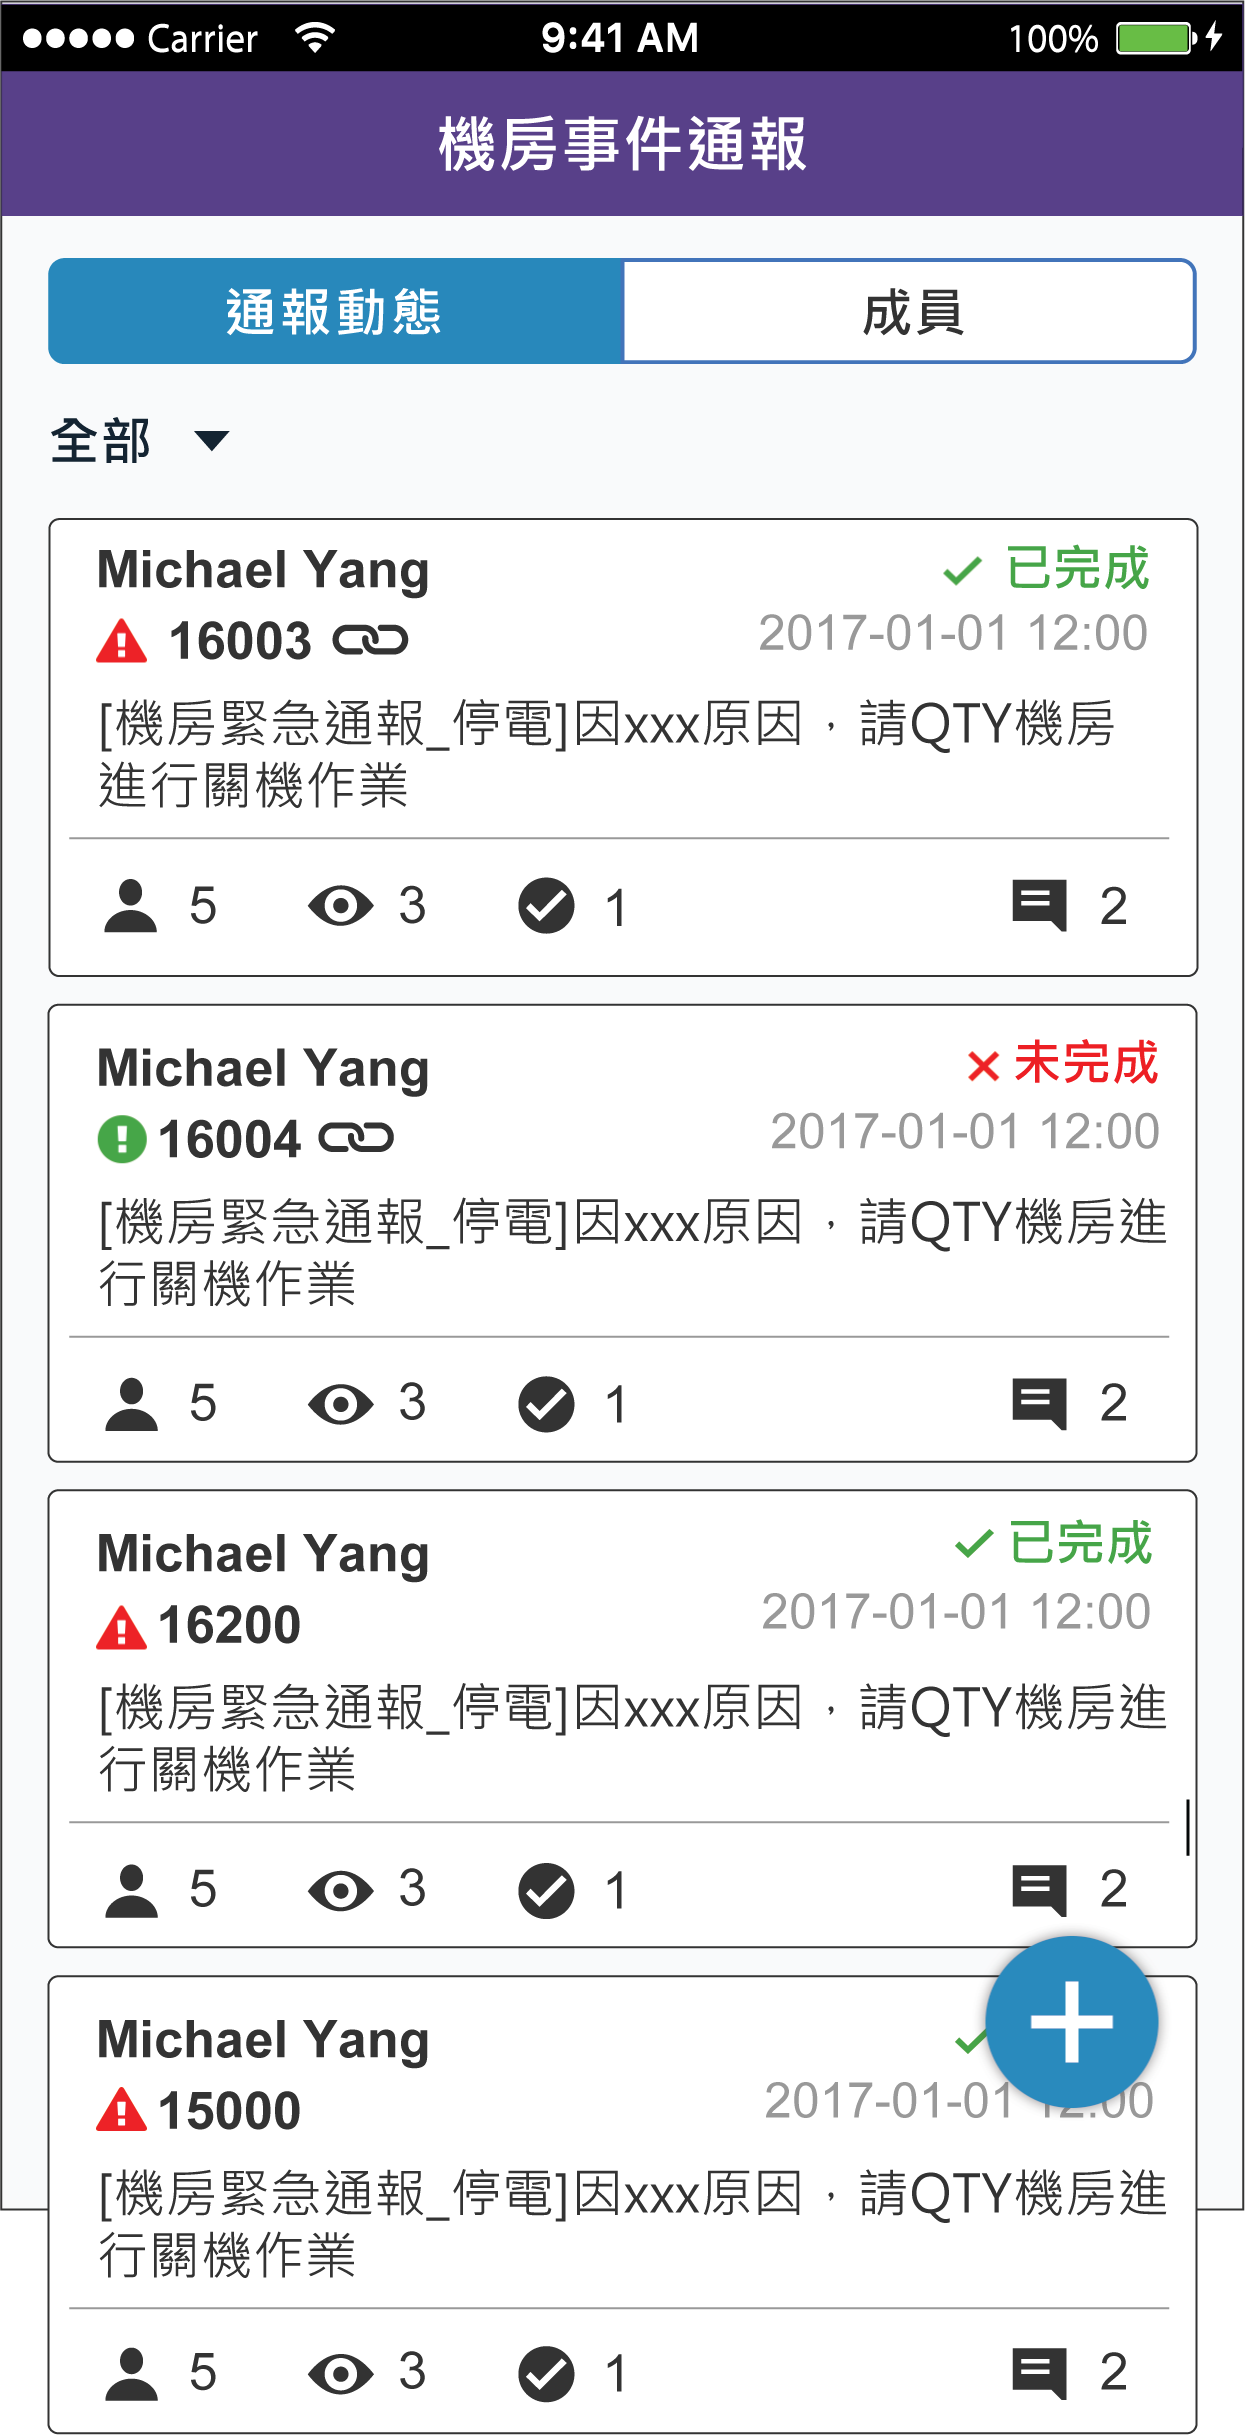 Carrier 9:41 AM 100%
機房事件通報
通報動態 成員
全部
Michael Yang 已完成
16003 2017-01-01 12:00
[機房緊急通報_停電]因xxx原因，請QTY機房
進行關機作業
5 3 1 2
Michael Yang 未完成
16004 2017-01-01 12:00
[機房緊急通報_停電]因xxx原因，請QTY機房進
行關機作業
5 3 1 2
Michael Yang 已完成
16200 2017-01-01 12:00
[機房緊急通報_停電]因xxx原因，請QTY機房進
行關機作業
5 3 1 2
Michael Yang
15000 2017-01-01 12:00
[機房緊急通報_停電]因xxx原因，請QTY機房進
行關機作業
5 3 1 2